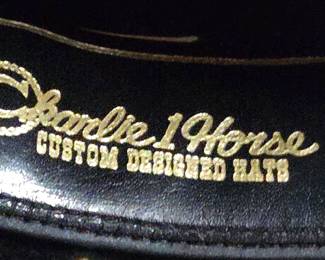 Charlie 1 Horse
CUSTOM DESIGNED HATS